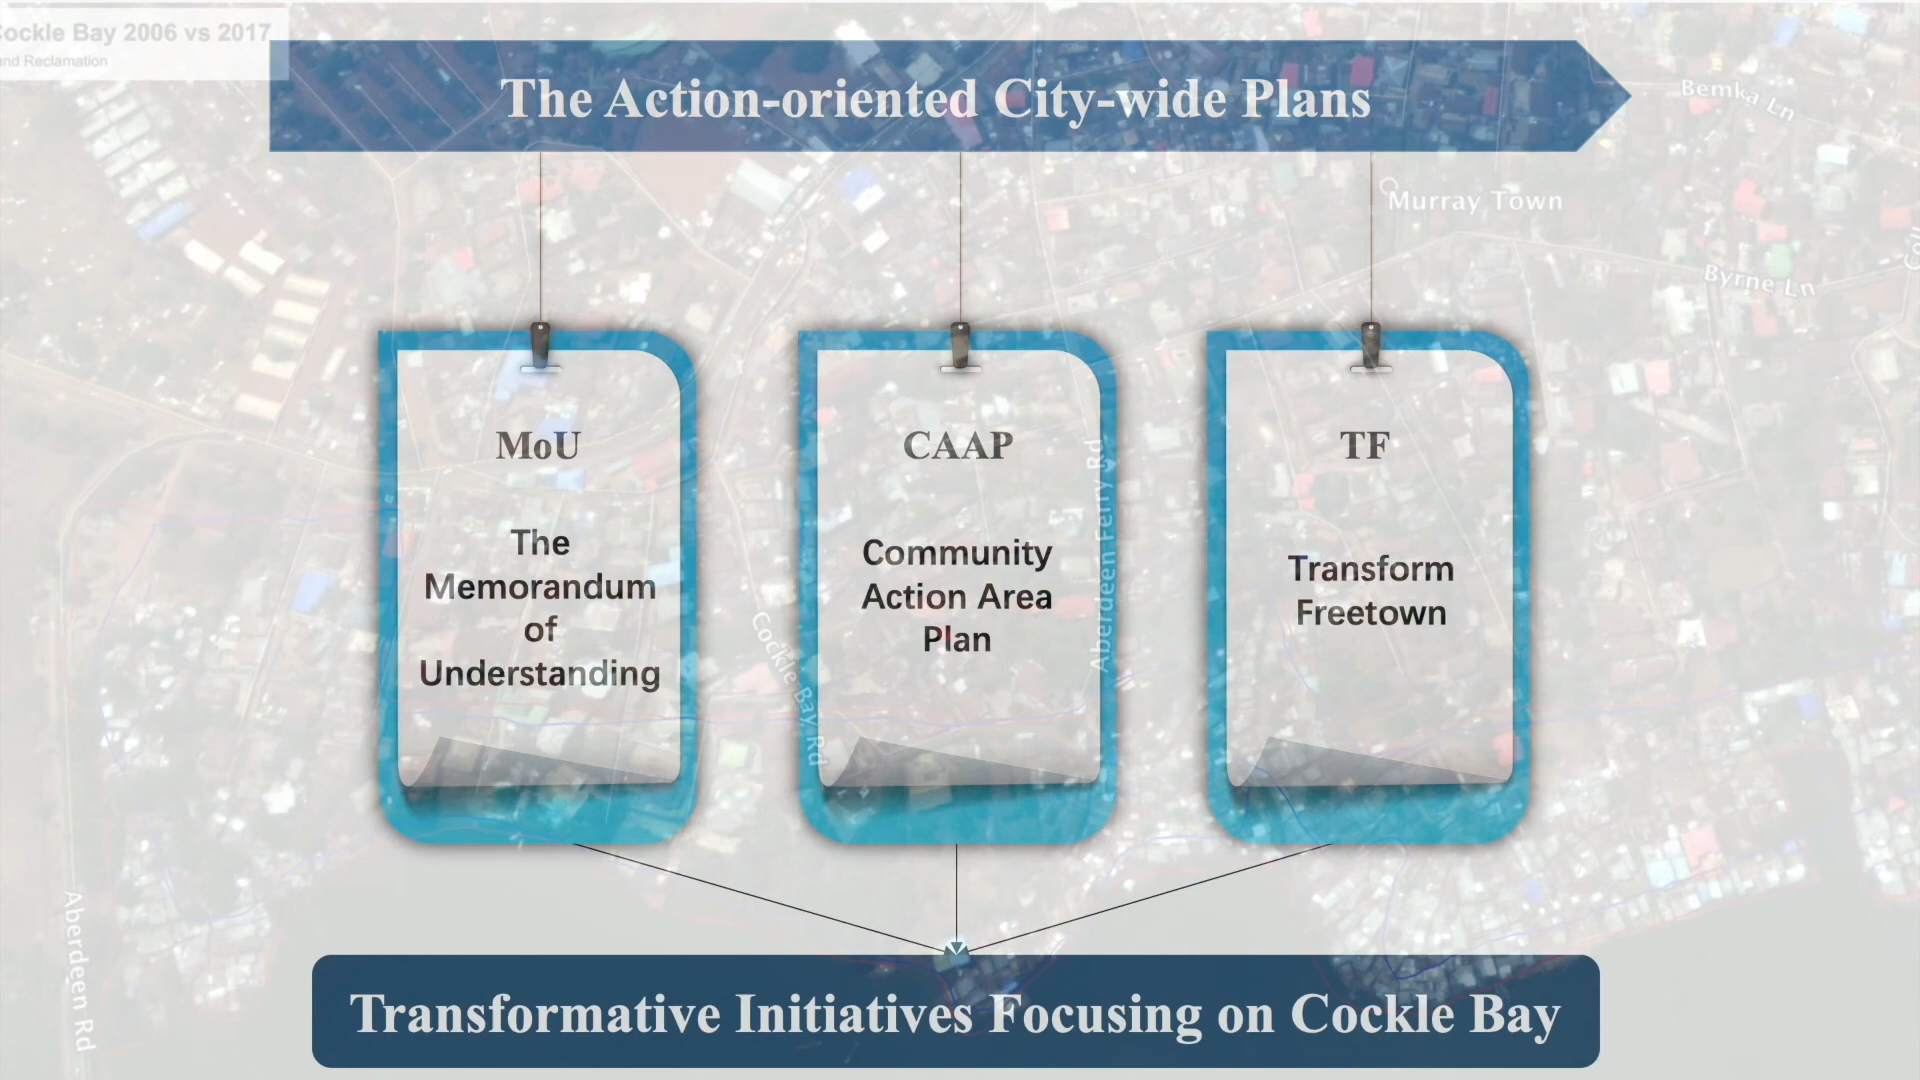 Cockle Bay 2006 vs 2017
and Reclamation
The Action-oriented City-wide Plans
Bemka Ln
Murray Town
Byrne Ln
MoU
The
Memorandum
of
Understanding
CAAP
Community
Action Area
Plan
TF
Transform
Freetown
Aberdeen Ferry Rd
Cockle Bay Rd
Aberdeen Rd
Transformative Initiatives Focusing on Cockle Bay